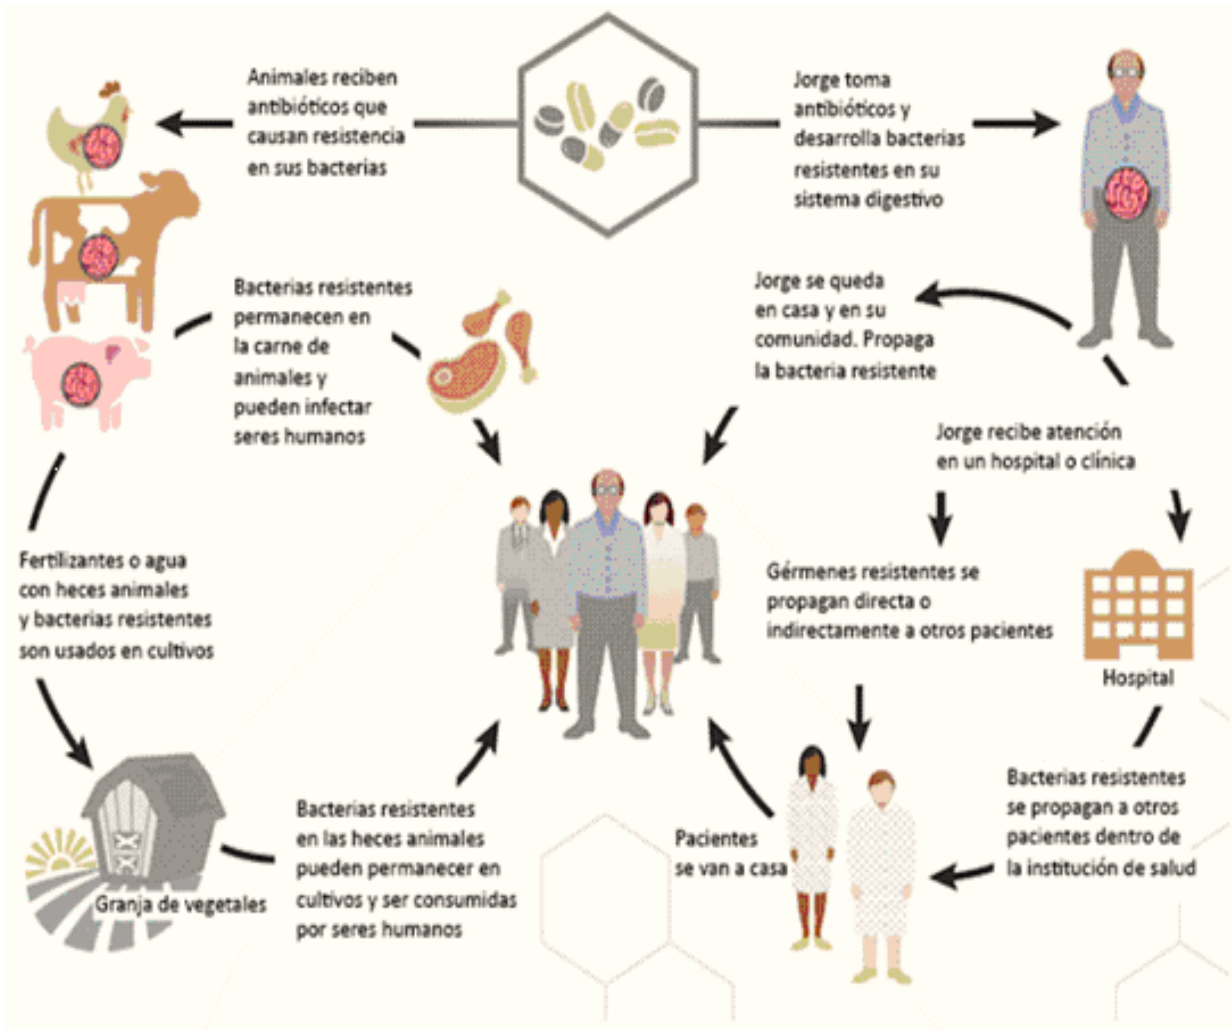 Animales reciben
antibióticos que
causan resistencia
en sus bacterias
Jorge toma
antibióticos y
desarrolla bacterias
resistentes en su
sistema digestivo
Bacterias resistentes
permanecen en
la carne de
animales y
pueden infectar
seres humanos
Jorge se queda
en casa y en su
comunidad. Propaga
la bacteria resistente
Jorge recibe atención
en un hospital o clínica
Fertilizantes o agua
con heces animales
y bacterias resistentes
son usados en cultivos
Gérmenes resistentes se
propagan directa o
indirectamente a otros pacientes
Hospital
Granja de vegetales
Bacterias resistentes
en las heces animales
pueden permanecer en
cultivos y ser consumidas
por seres humanos
Pacientes
se van a casa
Bacterias resistentes
se propagan a otros
pacientes dentro de
la institución de salud